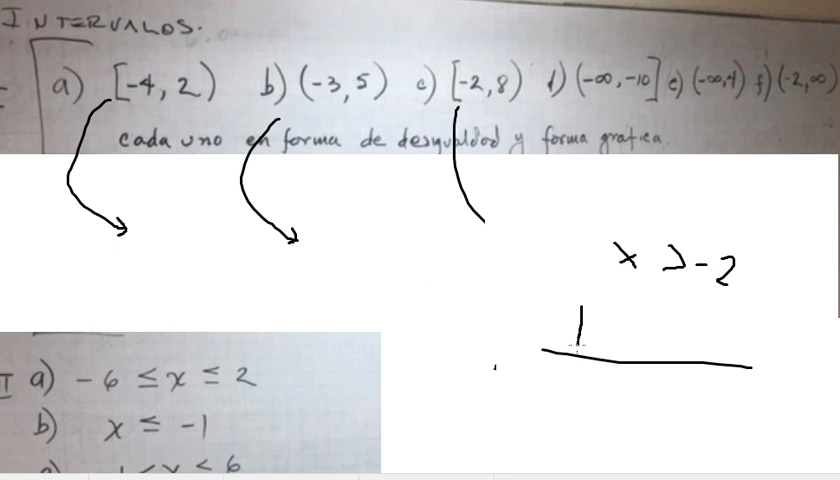 INTERVALOS.
a) [-4, 2) b) (-3, 5) c) [-2, 8) d) (-∞, -10] e) (-∞, 4) f) (-2, ∞)
cada uno en forma de desigualdad y forma grafica.
x > -2
I a) -6 ≤ x ≤ 2
b) x ≤ -1
< x < 6